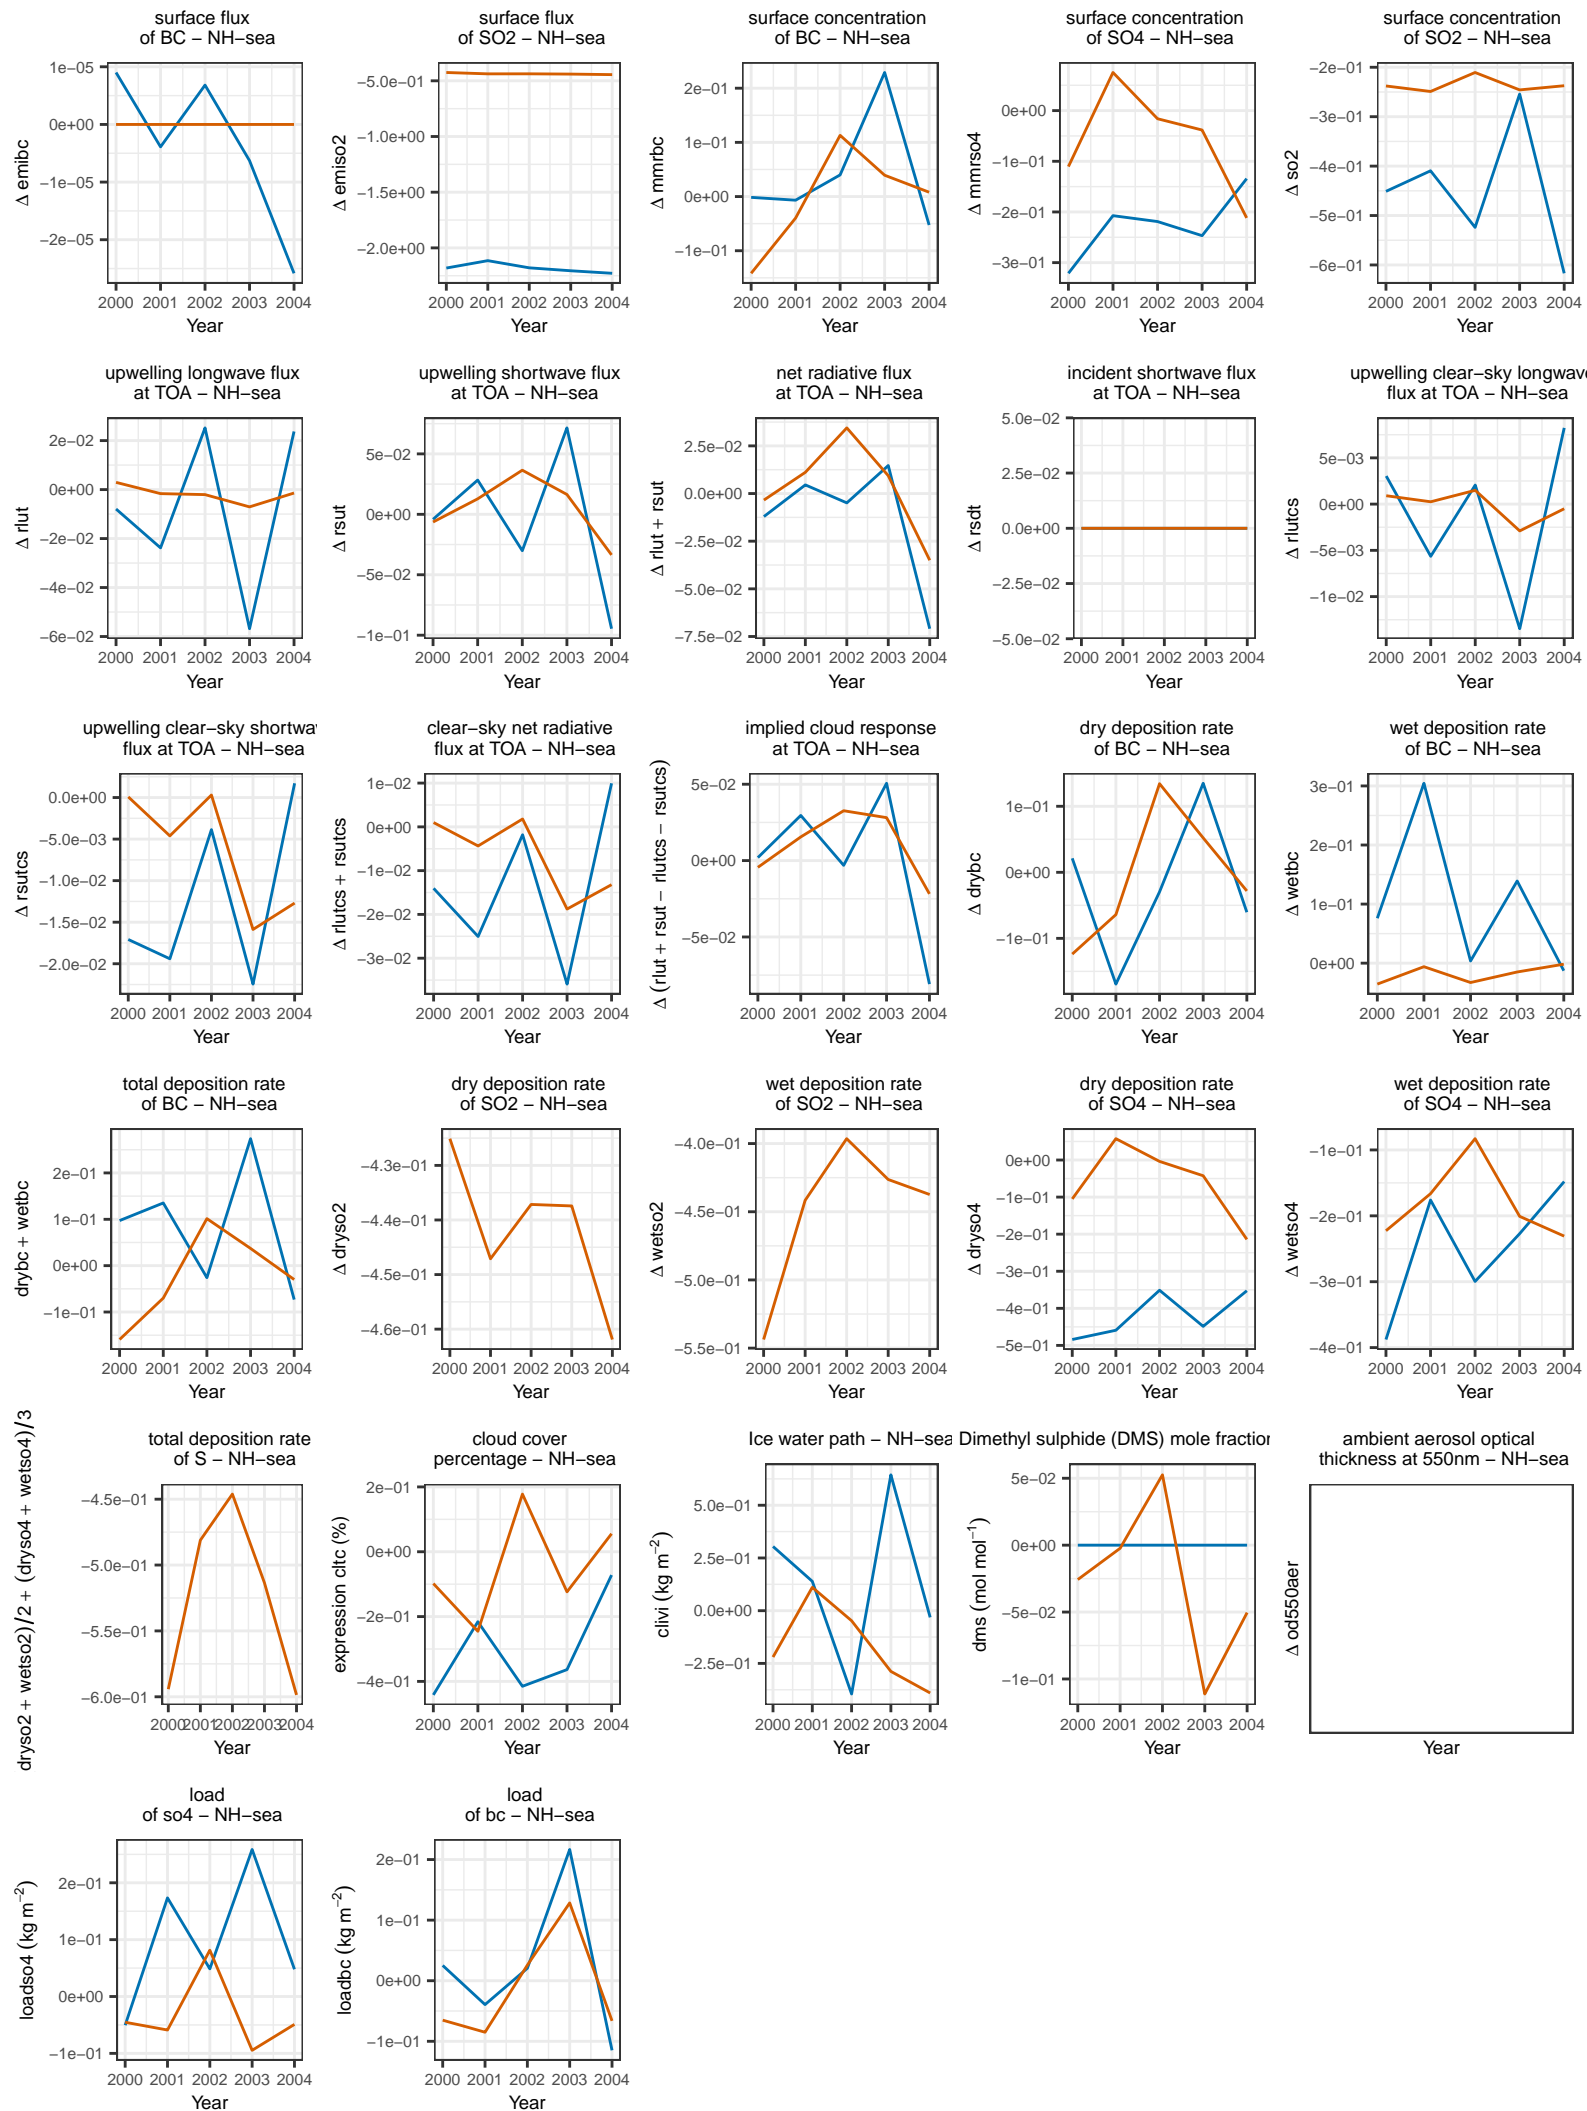 surface flux
of BC − NH−sea
1e−05
0e+00
−1e−05
−2e−05
Δ emibc
2000 2001 2002 2003 2004
Year
surface flux
of SO2 − NH−sea
−5.0e−01
−1.0e+00
−1.5e+00
−2.0e+00
Δ emiso2
2000 2001 2002 2003 2004
Year
surface concentration
of BC − NH−sea
2e−01
1e−01
0e+00
−1e−01
Δ mmrbc
2000 2001 2002 2003 2004
Year
surface concentration
of SO4 − NH−sea
0e+00
−1e−01
−2e−01
−3e−01
Δ mmrso4
2000 2001 2002 2003 2004
Year
surface concentration
of SO2 − NH−sea
−2e−01
−3e−01
−4e−01
−5e−01
−6e−01
Δ so2
2000 2001 2002 2003 2004
Year
upwelling longwave flux
at TOA − NH−sea
2e−02
0e+00
−2e−02
−4e−02
−6e−02
Δ rlut
2000 2001 2002 2003 2004
Year
upwelling shortwave flux
at TOA − NH−sea
5e−02
0e+00
−5e−02
−1e−01
Δ rsut
2000 2001 2002 2003 2004
Year
net radiative flux
at TOA − NH−sea
2.5e−02
0.0e+00
−2.5e−02
−5.0e−02
−7.5e−02
Δ rlut + rsut
2000 2001 2002 2003 2004
Year
incident shortwave flux
at TOA − NH−sea
5.0e−02
2.5e−02
0.0e+00
−2.5e−02
−5.0e−02
Δ rsdt
2000 2001 2002 2003 2004
Year
upwelling clear−sky longwave
flux at TOA − NH−sea
5e−03
0e+00
−5e−03
−1e−02
Δ rlutcs
2000 2001 2002 2003 2004
Year
upwelling clear−sky shortwav
flux at TOA − NH−sea
0.0e+00
−5.0e−03
−1.0e−02
−1.5e−02
−2.0e−02
Δ rsutcs
2000 2001 2002 2003 2004
Year
clear−sky net radiative
flux at TOA − NH−sea
1e−02
0e+00
−1e−02
−2e−02
−3e−02
Δ rlutcs + rsutcs
2000 2001 2002 2003 2004
Year
implied cloud response
at TOA − NH−sea
5e−02
0e+00
−5e−02
Δ (rlut + rsut − rlutcs − rsutcs)
2000 2001 2002 2003 2004
Year
dry deposition rate
of BC − NH−sea
1e−01
0e+00
−1e−01
Δ drybc
2000 2001 2002 2003 2004
Year
wet deposition rate
of BC − NH−sea
3e−01
2e−01
1e−01
0e+00
Δ wetbc
2000 2001 2002 2003 2004
Year
total deposition rate
of BC − NH−sea
2e−01
1e−01
0e+00
−1e−01
drybc + wetbc
2000 2001 2002 2003 2004
Year
dry deposition rate
of SO2 − NH−sea
−4.3e−01
−4.4e−01
−4.5e−01
−4.6e−01
Δ dryso2
2000 2001 2002 2003 2004
Year
wet deposition rate
of SO2 − NH−sea
−4.0e−01
−4.5e−01
−5.0e−01
−5.5e−01
Δ wetso2
2000 2001 2002 2003 2004
Year
dry deposition rate
of SO4 − NH−sea
0e+00
−1e−01
−2e−01
−3e−01
−4e−01
−5e−01
Δ dryso4
2000 2001 2002 2003 2004
Year
wet deposition rate
of SO4 − NH−sea
−1e−01
−2e−01
−3e−01
−4e−01
Δ wetso4
2000 2001 2002 2003 2004
Year
total deposition rate
of S − NH−sea
−4.5e−01
−5.0e−01
−5.5e−01
−6.0e−01
dryso2 + wetso2)/2 + (dryso4 + wetso4)/3
2000 2001 2002 2003 2004
Year
cloud cover
percentage − NH−sea
2e−01
0e+00
−2e−01
−4e−01
expression cltc (%)
2000 2001 2002 2003 2004
Year
Ice water path − NH−sea
5.0e−01
2.5e−01
0.0e+00
−2.5e−01
clivi (kg m⁻²)
2000 2001 2002 2003 2004
Year
Dimethyl sulphide (DMS) mole fraction
5e−02
0e+00
−5e−02
−1e−01
dms (mol mol⁻¹)
2000 2001 2002 2003 2004
Year
ambient aerosol optical
thickness at 550nm − NH−sea
Δ od550aer
Year
load
of so4 − NH−sea
2e−01
1e−01
0e+00
−1e−01
loadso4 (kg m⁻²)
2000 2001 2002 2003 2004
Year
load
of bc − NH−sea
2e−01
1e−01
0e+00
−1e−01
loadbc (kg m⁻²)
2000 2001 2002 2003 2004
Year